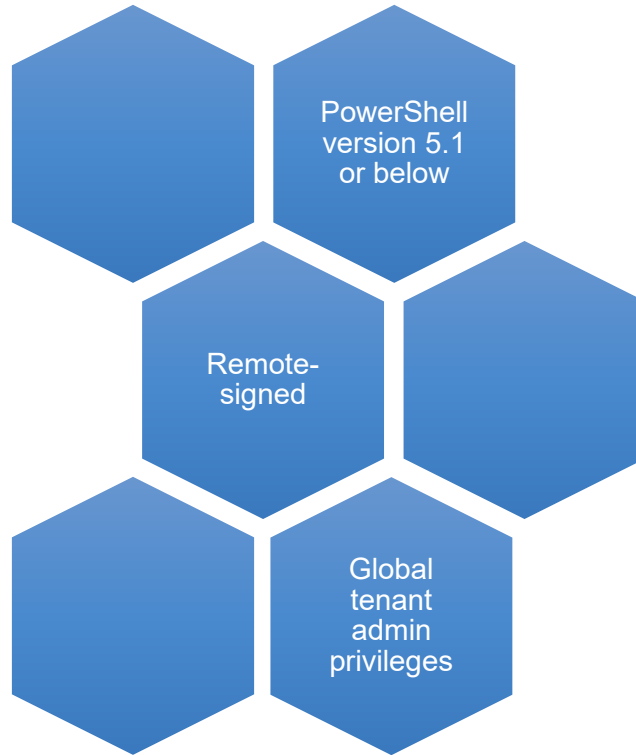 PowerShell
version 5.1
or below
Remote-
signed
Global
tenant
admin
privileges